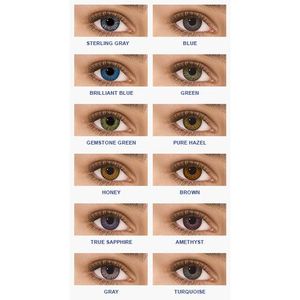 STERLING GRAY
BLUE
BRILLIANT BLUE
GREEN
GEMSTONE GREEN
PURE HAZEL
HONEY
BROWN
TRUE SAPPHIRE
AMETHYST
GRAY
TURQUOISE